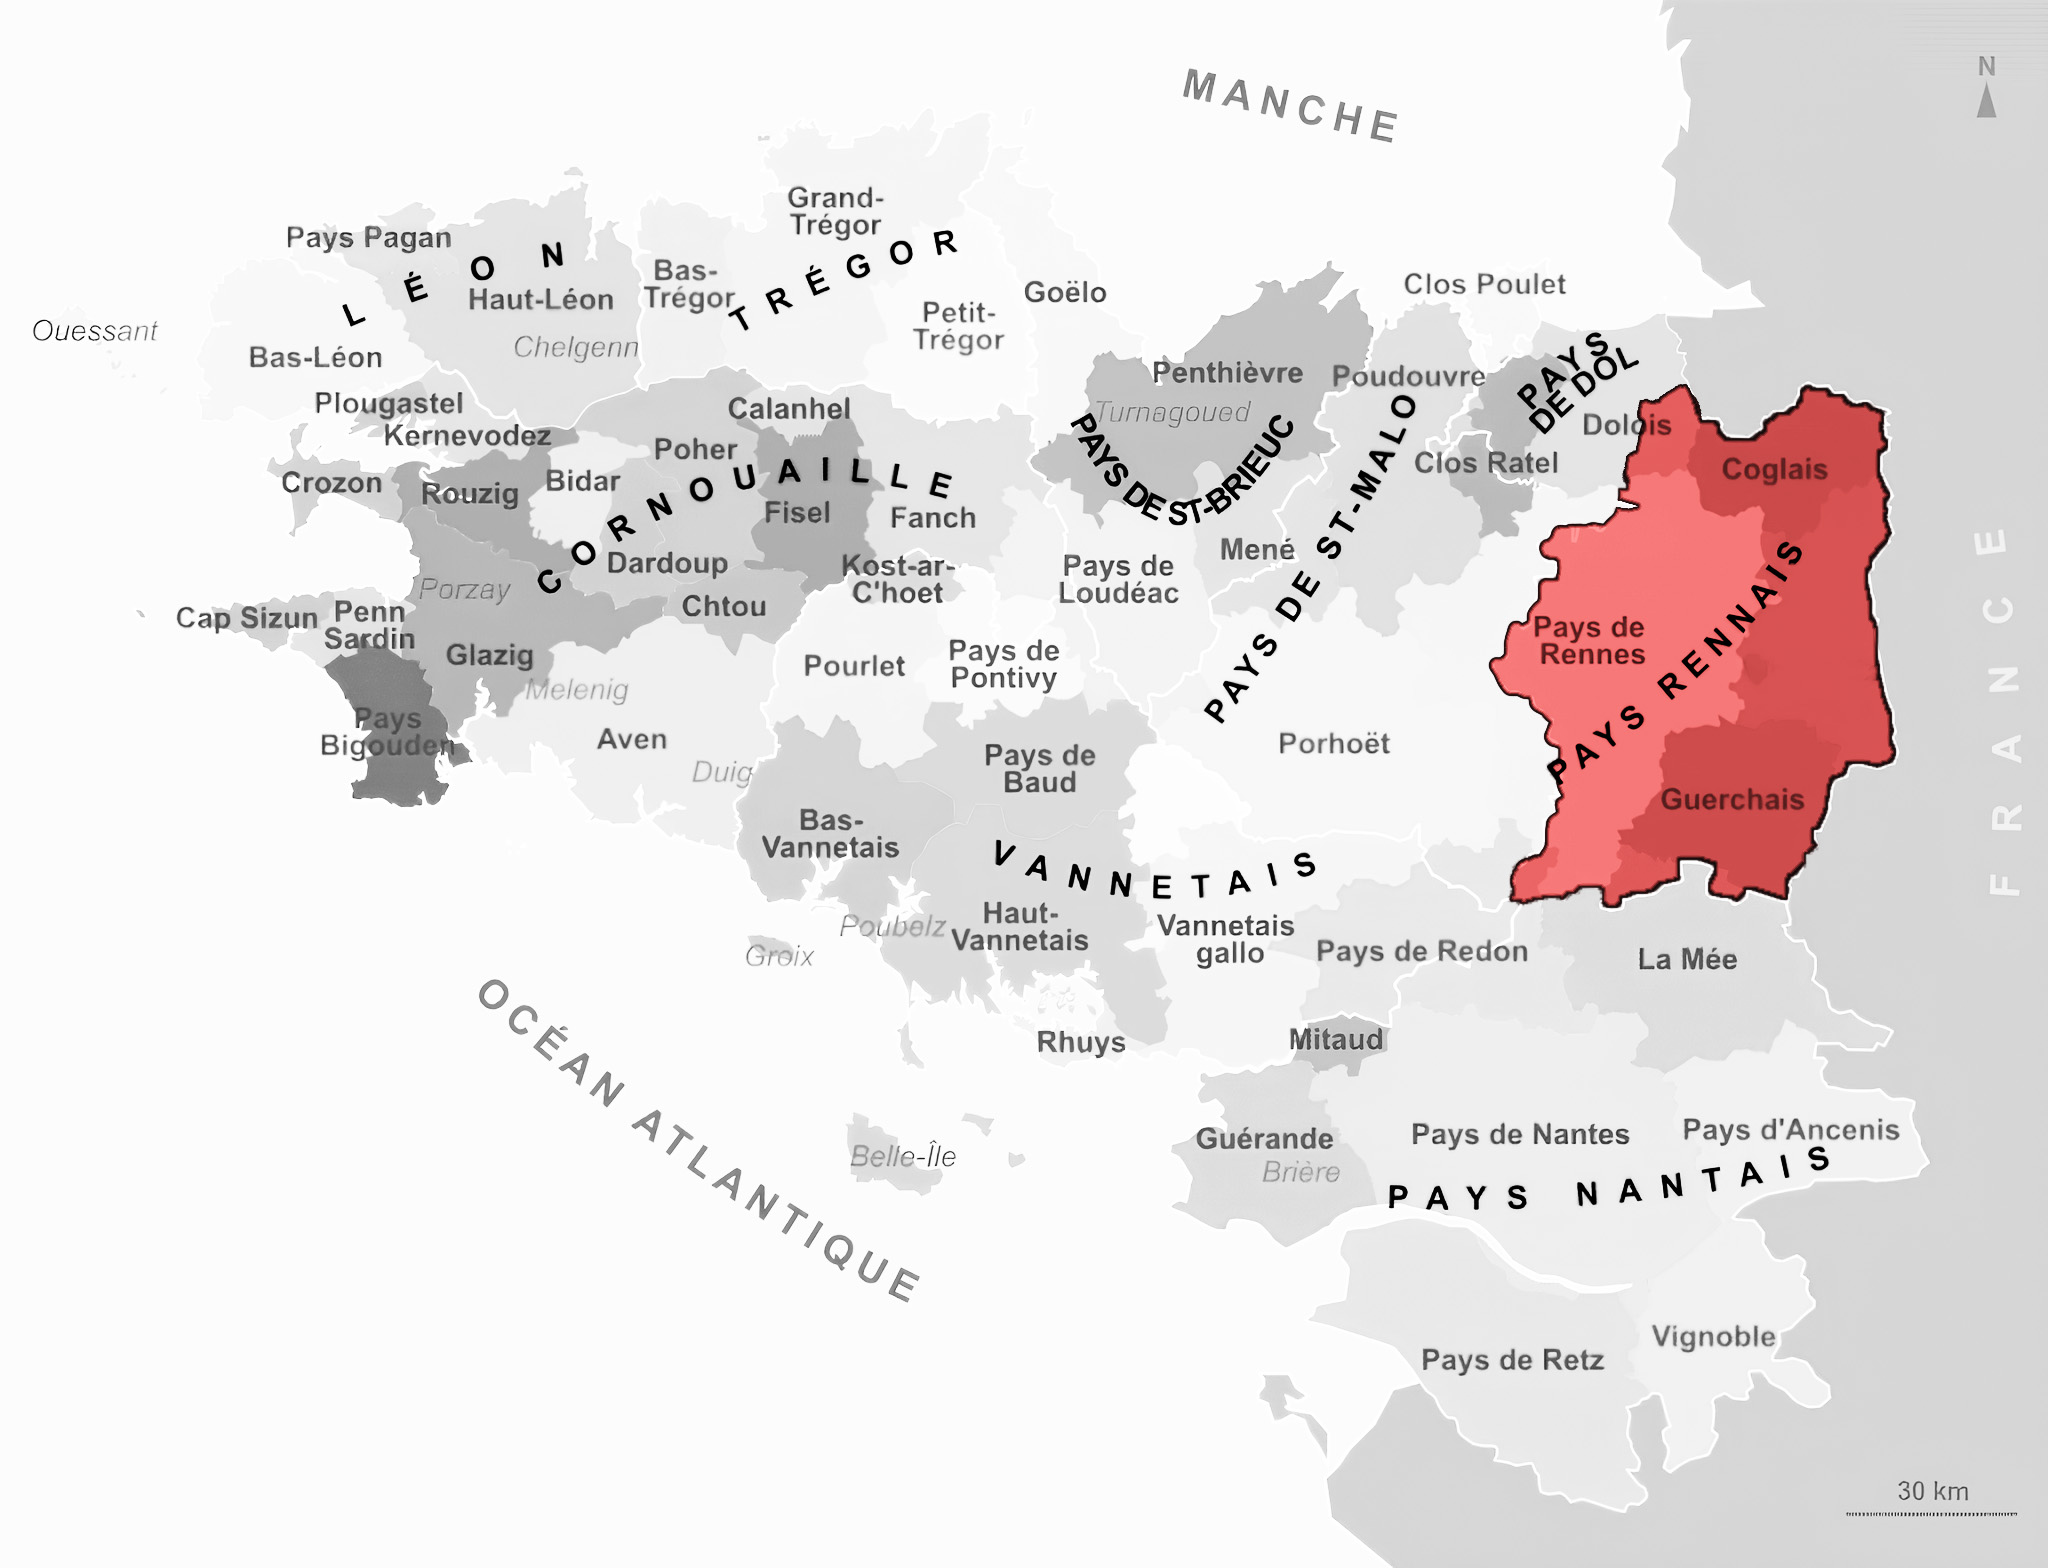 MANCHE
N
Grand-
Trégor
Pays Pagan
LÉON
TRÉGOR
Bas-
Trégor
Haut-Léon
Goëlo
Clos Poulet
Petit-
Trégor
Ouessant
Chelgenn
Bas-Léon
PAYS
DE DOL
Penthièvre
Poudouvre
Plougastel
Calanhel
Turnagoued
Dolois
Kernevodez
Poher
PAYS DE ST-BRIEUC
PAYS DE ST-MALO
Clos Ratel
Coglais
Crozon
Rouzig
Bidar
CORNOUAILLE
Fisel
Fanch
Mené
Dardoup
Kost-ar-
C'hoet
Pays de
Loudéac
FRANCE
Porzay
Cap Sizun
Penn
Sardin
Chtou
Pays de
Rennes
PAYS RENNAIS
Glazig
Pourlet
Pays de
Pontivy
Melenig
Pays
Bigouden
Aven
Porhoët
Duig
Pays de
Baud
Guerchais
Bas-
Vannetais
VANNETAIS
Poubelz
Haut-
Vannetais
Vannetais
gallo
Groix
Pays de Redon
La Mée
OCÉAN ATLANTIQUE
Rhuys
Mitaud
Belle-Île
Guérande
Brière
Pays de Nantes
Pays d'Ancenis
PAYS NANTAIS
Pays de Retz
Vignoble
30 km